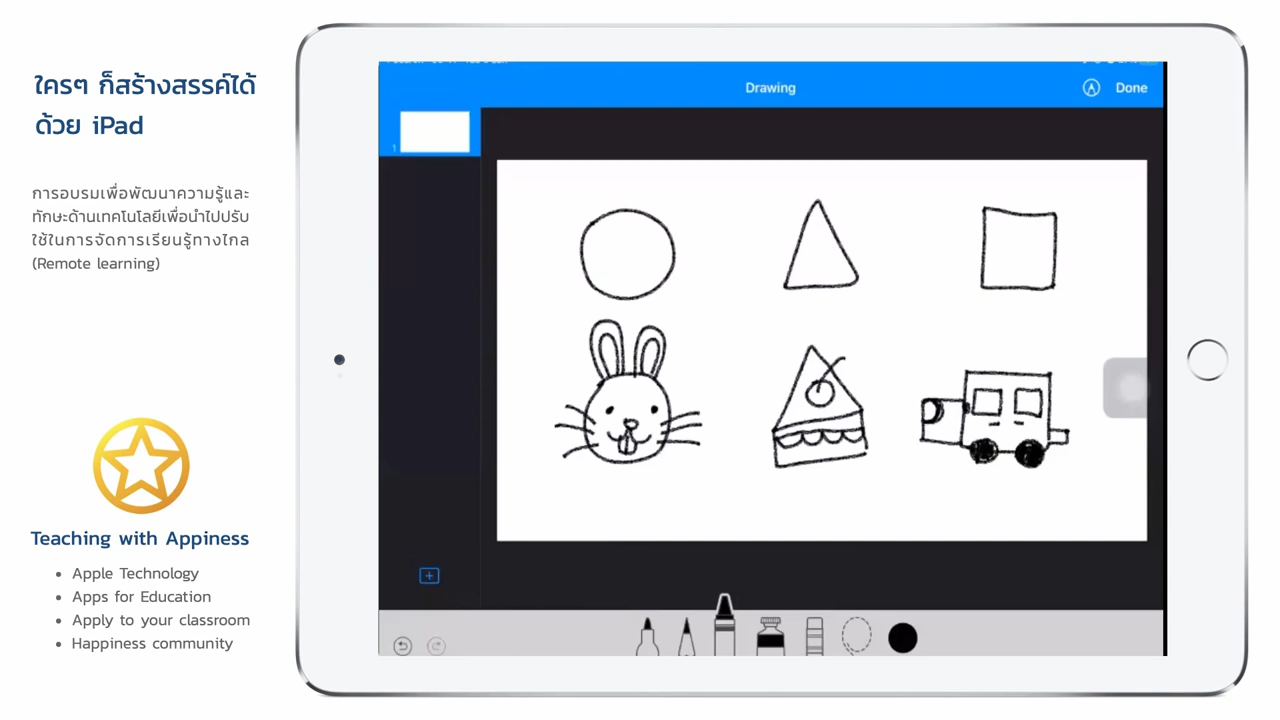 ใครๆ ก็สร้างสรรค์ได้
ด้วย iPad
การอบรมเพื่อพัฒนาความรู้และ
ทักษะด้านเทคโนโลยีเพื่อนำไปปรับ
ใช้ในการจัดการเรียนรู้ทางไกล
(Remote learning)
Teaching with Appiness
• Apple Technology
• Apps for Education
• Apply to your classroom
• Happiness community
Drawing
Done
1